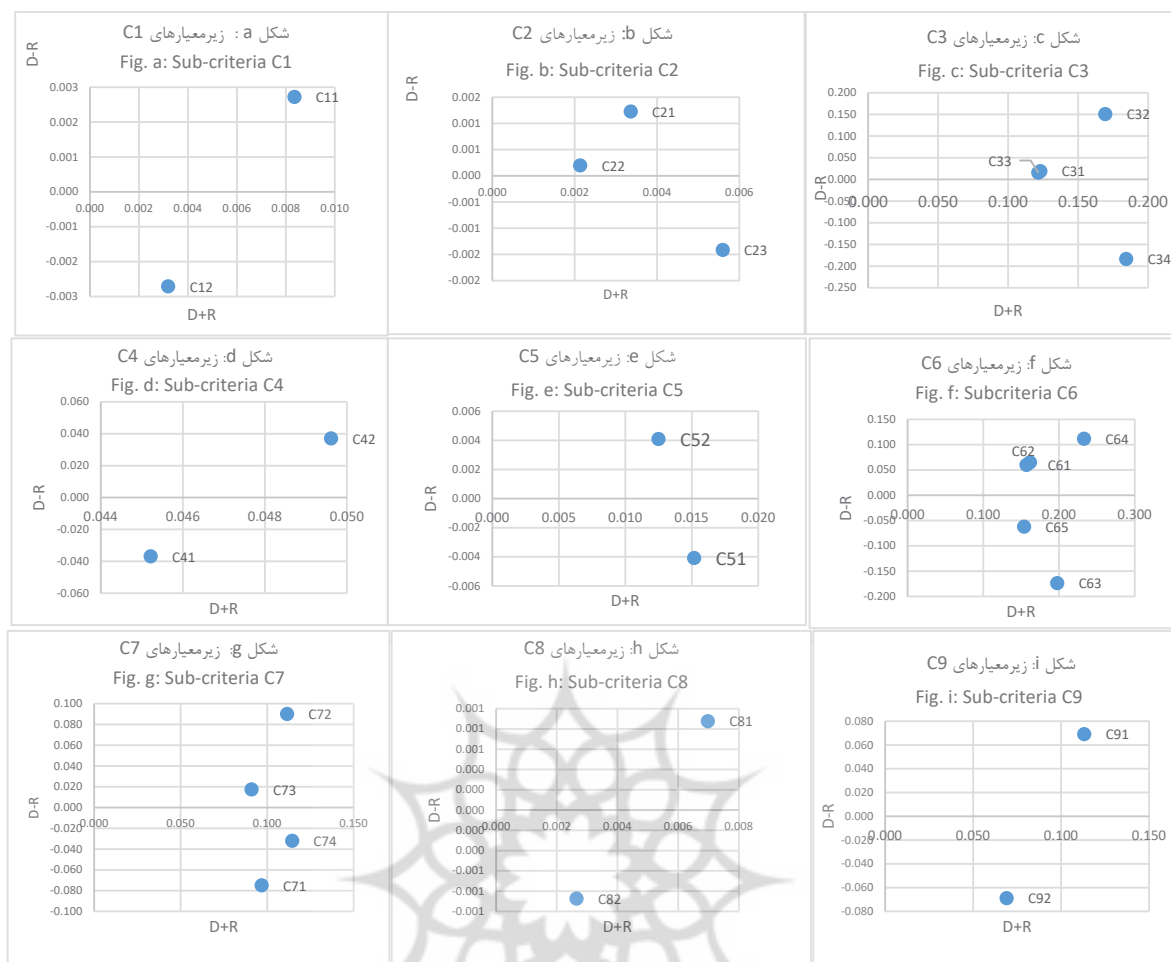 شکل a : زیرمعیارهای C1
Fig. a: Sub-criteria C1
D-R
0.003
0.002
0.001
0.000
-0.001
-0.002
-0.003
0.000 0.002 0.004 0.006 0.008 0.010
C11
C12
D+R
شکل b: زیرمعیارهای C2
Fig. b: Sub-criteria C2
D-R
0.002
0.001
0.001
0.000
-0.001
-0.001
-0.002
-0.002
0.000 0.002 0.004 0.006
C21
C22
C23
D+R
شکل c: زیرمعیارهای C3
Fig. c: Sub-criteria C3
D-R
0.200
0.150
0.100
0.050
0.000
-0.050
-0.100
-0.150
-0.200
-0.250
0.000 0.050 0.100 0.150 0.200
C32
C33
C31
C34
D+R
شکل d: زیرمعیارهای C4
Fig. d: Sub-criteria C4
D-R
0.060
0.040
0.020
0.000
-0.020
-0.040
-0.060
0.044 0.046 0.048 0.050
C42
C41
D+R
شکل e: زیرمعیارهای C5
Fig. e: Sub-criteria C5
D-R
0.006
0.004
0.002
0.000
-0.002
-0.004
-0.006
0.000 0.005 0.010 0.015 0.020
C52
C51
D+R
شکل f: زیرمعیارهای C6
Fig. f: Subcriteria C6
D-R
0.150
0.100
0.050
0.000
-0.050
-0.100
-0.150
-0.200
0.000 0.100 0.200 0.300
C64
C62
C61
C65
C63
D+R
شکل g: زیرمعیارهای C7
Fig. g: Sub-criteria C7
D-R
0.100
0.080
0.060
0.040
0.020
0.000
-0.020
-0.040
-0.060
-0.080
-0.100
0.000 0.050 0.100 0.150
C72
C73
C74
C71
D+R
شکل h: زیرمعیارهای C8
Fig. h: Sub-criteria C8
D-R
0.001
0.001
0.001
0.000
0.000
0.000
0.000
0.000
-0.001
-0.001
-0.001
0.000 0.002 0.004 0.006 0.008
C81
C82
D+R
شکل i: زیرمعیارهای C9
Fig. i: Sub-criteria C9
D-R
0.080
0.060
0.040
0.020
0.000
-0.020
-0.040
-0.060
-0.080
0.000 0.050 0.100 0.150
C91
C92
D+R